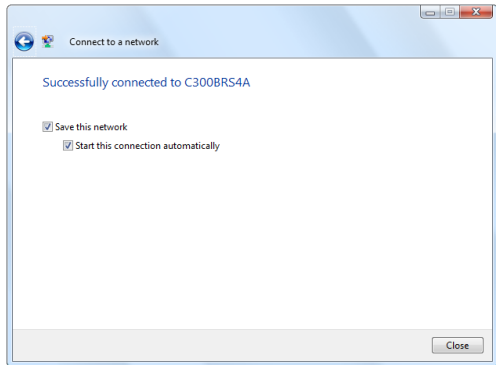 Connect to a network
Successfully connected to C300BRS4A
Save this network
Start this connection automatically
Close